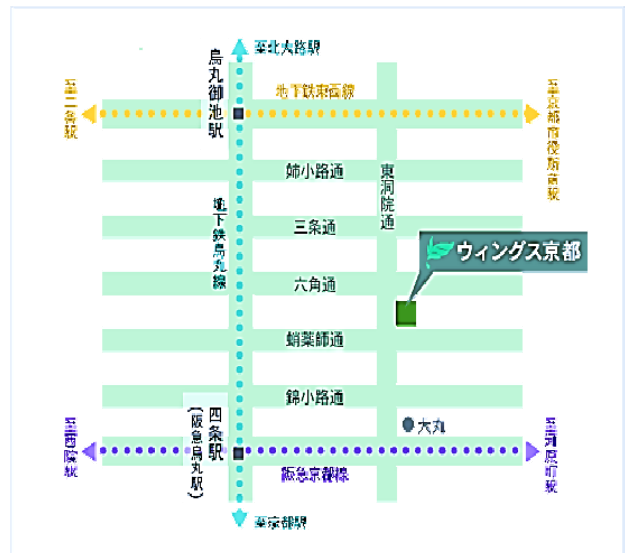 至北大路駅
烏丸御池駅
地下鉄東西線
至二条駅
至京都市役所前駅
姉小路通
東洞院通
地下鉄烏丸線
三条通
ウィングス京都
六角通
蛸薬師通
錦小路通
四条駅
(阪急烏丸駅)
大丸
至西院駅
至河原町駅
阪急京都線
至京都駅